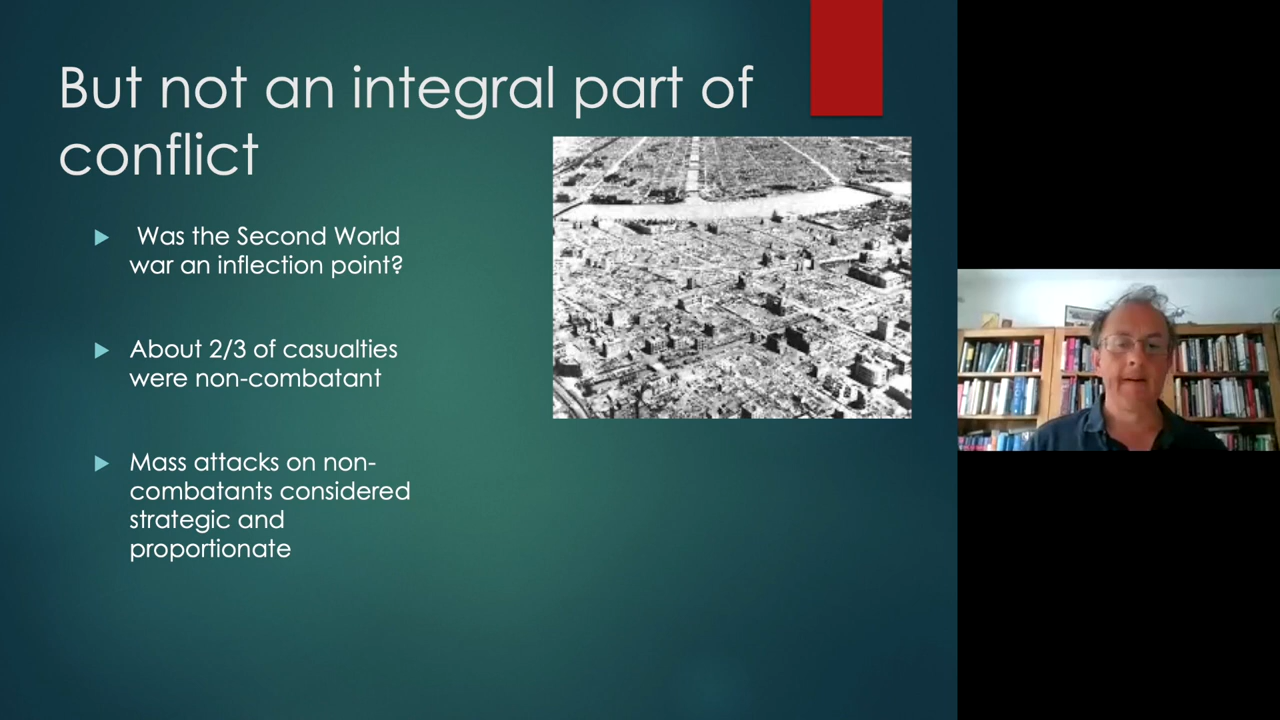 But not an integral part of
conflict
Was the Second World
war an inflection point?
About 2/3 of casualties
were non-combatant
Mass attacks on non-
combatants considered
strategic and
proportionate